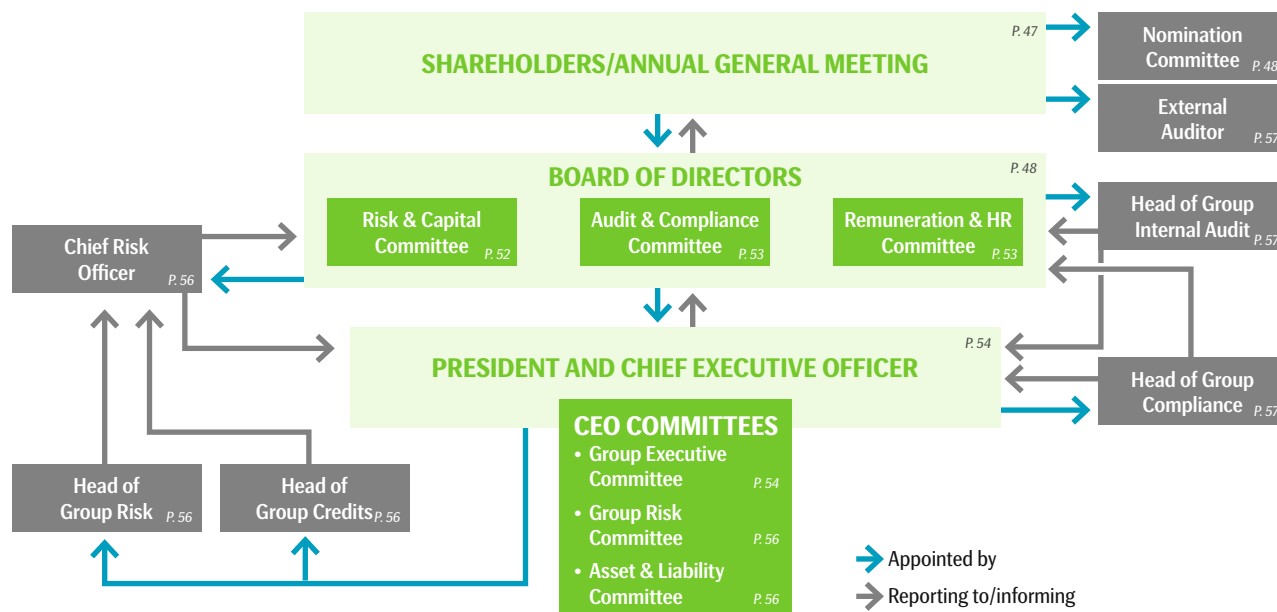 P. 47
SHAREHOLDERS/ANNUAL GENERAL MEETING
Nomination
Committee P. 48
External
Auditor P. 57
P. 48
BOARD OF DIRECTORS
Risk & Capital
Committee P. 52
Audit & Compliance
Committee P. 53
Remuneration & HR
Committee P. 53
Head of Group
Internal Audit P. 57
Chief Risk
Officer P. 56
P. 54
PRESIDENT AND CHIEF EXECUTIVE OFFICER
Head of Group
Compliance P. 57
CEO COMMITTEES
• Group Executive
Committee P. 54
• Group Risk
Committee P. 56
• Asset & Liability
Committee P. 56
Head of
Group Risk P. 56
Head of
Group Credits P. 56
Appointed by
Reporting to/informing